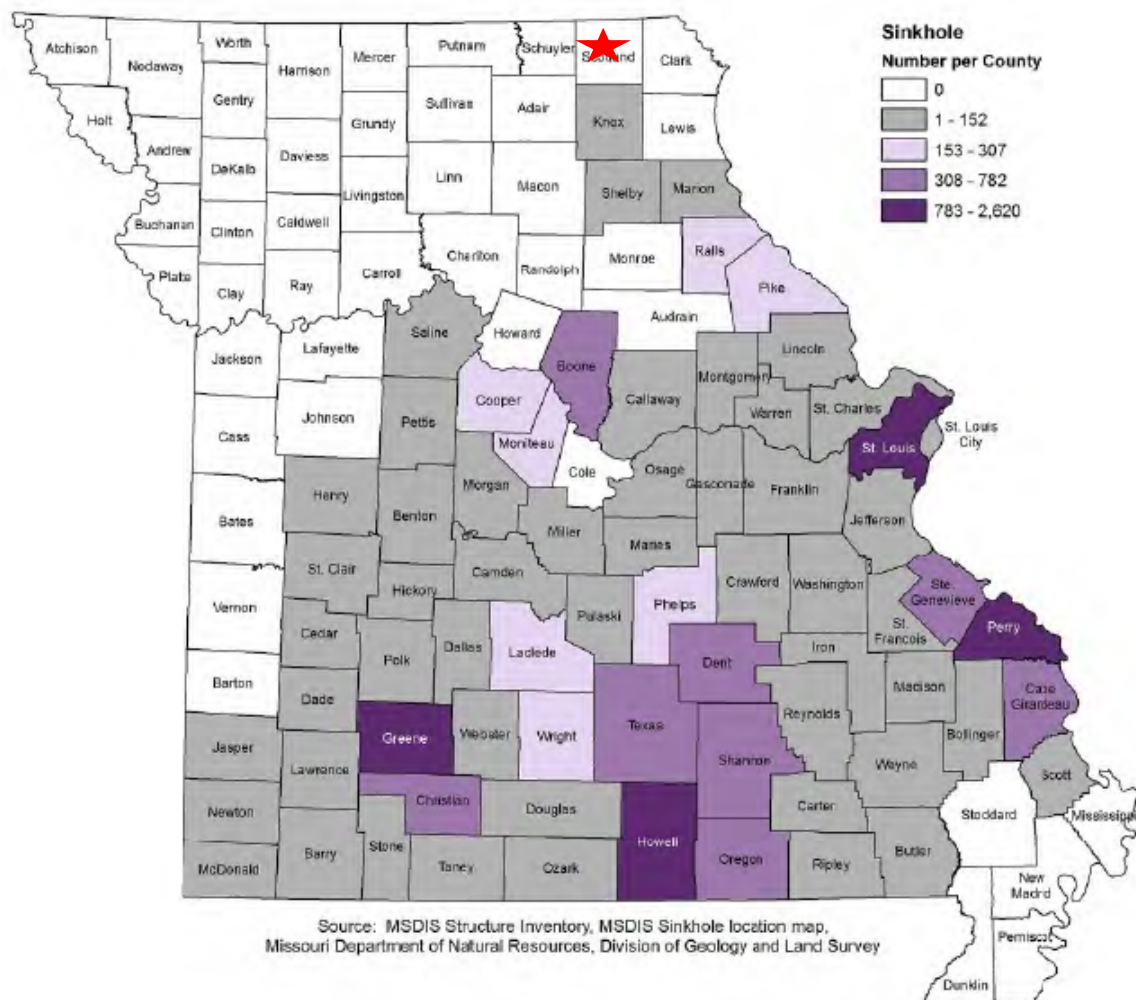 Atchison
Nodaway
Worth
Harrison
Mercer
Putnam
Schuyler
Scotland
Clark
Sinkhole
Number per County
0
1 - 152
153 - 307
308 - 782
783 - 2,620
Holt
Gentry
Sullivan
Adair
Knox
Lewis
Andrew
DeKalb
Daviess
Grundy
Livingston
Linn
Macon
Shelby
Marion
Buchanan
Clinton
Caldwell
Plate
Clay
Ray
Carroll
Chariton
Randolph
Monroe
Ralls
Pike
Saline
Howard
Audrain
Jackson
Lafayette
Boone
Lincoln
Cooper
Callaway
Montgomery
Warren
St. Charles
St. Louis
City
St. Louis
Cass
Johnson
Pettis
Moniteau
Cole
Osage
Gasconade
Franklin
Henry
Morgan
Benton
Miller
Maries
Jefferson
Bates
St. Clair
Hickory
Camden
Pulaski
Phelps
Crawford
Washington
Ste.
Genevieve
St.
Francois
Perry
Vernon
Cedar
Polk
Dallas
Laclede
Dent
Iron
Barton
Dade
Greene
Webster
Wright
Texas
Shannon
Reynolds
Madison
Bollinger
Cape
Girardeau
Jasper
Lawrence
Wayne
Scott
Newton
Christian
Douglas
Howell
Carter
Stoddard
Mississippi
McDonald
Barry
Stone
Taney
Ozark
Oregon
Ripley
Butler
New
Madrid
Pemiscot
Dunklin
Source: MSDIS Structure Inventory, MSDIS Sinkhole location map,
Missouri Department of Natural Resources, Division of Geology and Land Survey